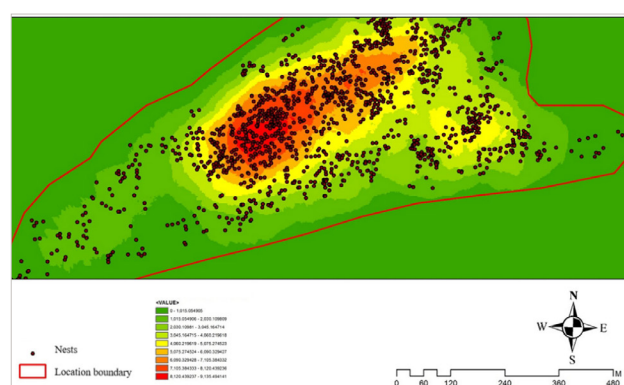 <VALUE>
0 - 1,015.054905
1,015.054906 - 2,030.109809
2,030.10981 - 3,045.164714
3,045.164715 - 4,060.219618
4,060.219619 - 5,075.274523
5,075.274524 - 6,090.329427
6,090.329428 - 7,105.384332
7,105.384333 - 8,120.439236
8,120.439237 - 9,135.494141
Nests
Location boundary
N
W
E
S
M
0 60 120 240 360 480